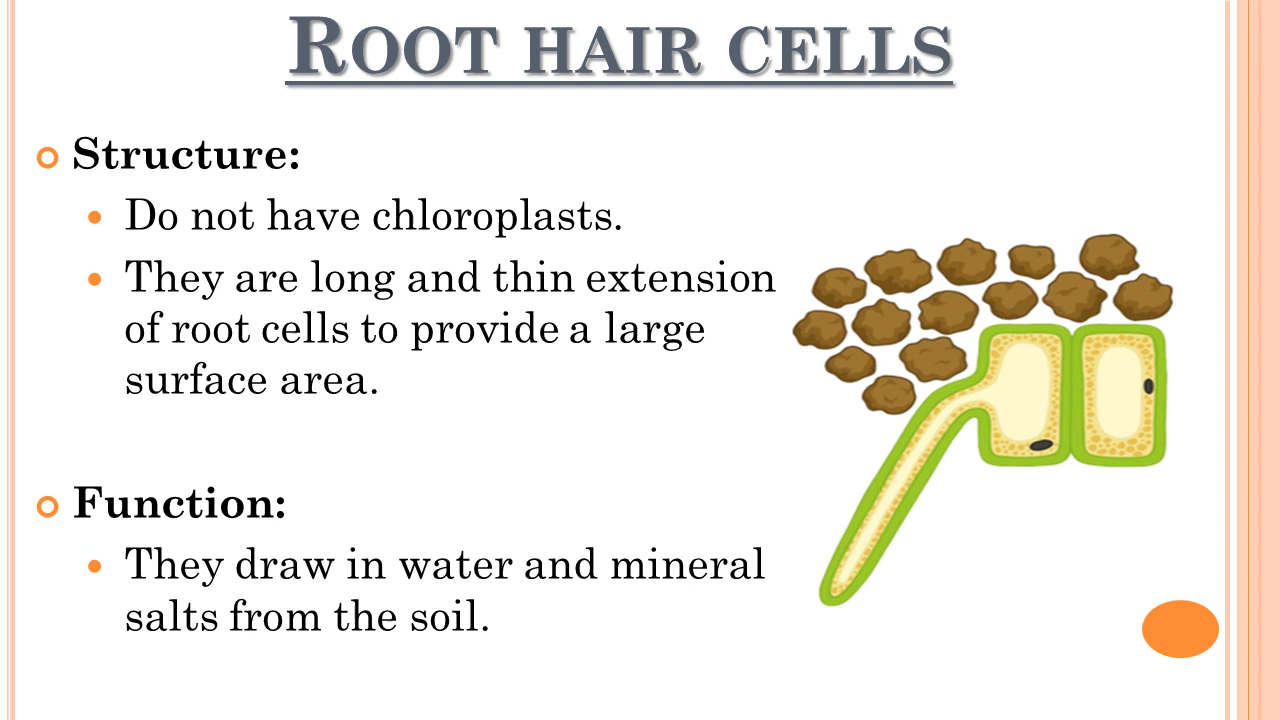 Root hair cells
Structure:
Do not have chloroplasts.
They are long and thin extension
of root cells to provide a large
surface area.
Function:
They draw in water and mineral
salts from the soil.